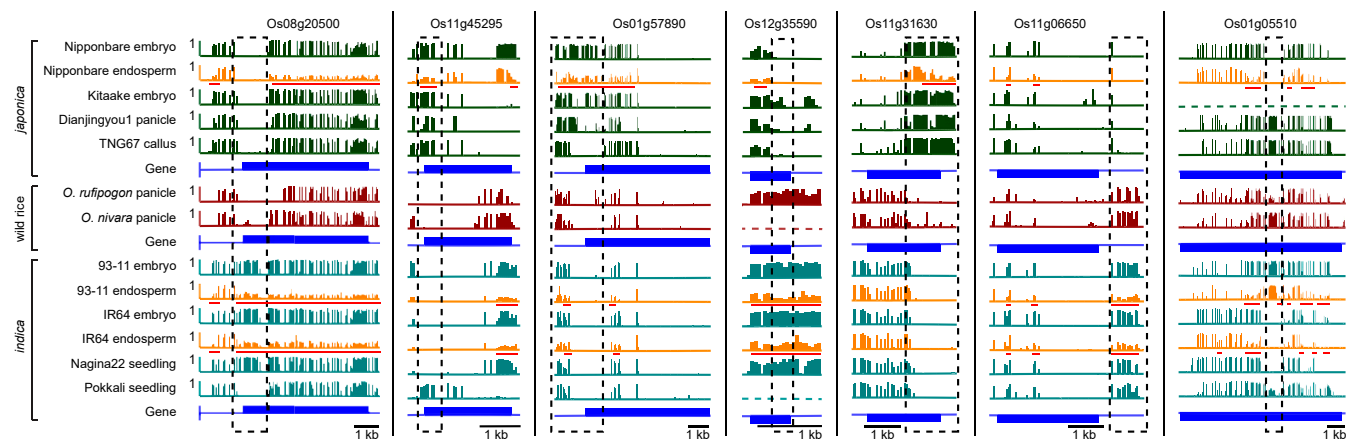 Os08g20500 Os11g45295 Os01g57890 Os12g35590 Os11g31630 Os11g06650 Os01g05510
japonica
Nipponbare embryo 1
Nipponbare endosperm 1
Kitaake embryo 1
Dianjingyou1 panicle 1
TNG67 callus 1
Gene
wild rice
O. rufipogon panicle 1
O. nivara panicle 1
Gene
indica
93-11 embryo 1
93-11 endosperm 1
IR64 embryo 1
IR64 endosperm 1
Nagina22 seedling 1
Pokkali seedling 1
Gene
1 kb 1 kb 1 kb 1 kb 1 kb 1 kb 1 kb